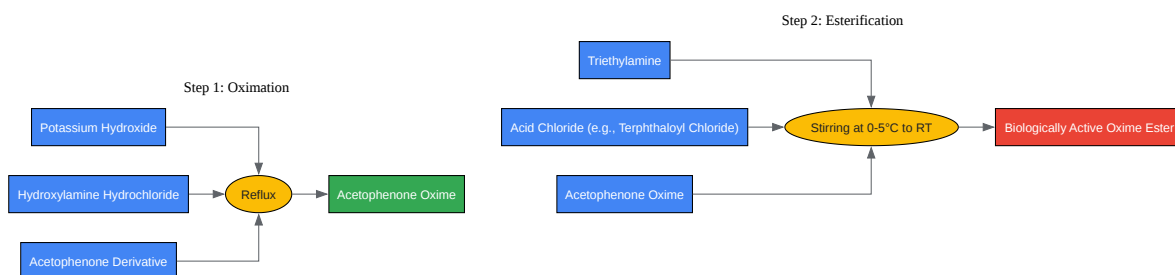 Step 1: Oximation
Potassium Hydroxide
Hydroxylamine Hydrochloride
Reflux
Acetophenone Oxime
Acetophenone Derivative
Step 2: Esterification
Triethylamine
Acid Chloride (e.g., Terphthaloyl Chloride)
Stirring at 0-5°C to RT
Biologically Active Oxime Ester
Acetophenone Oxime